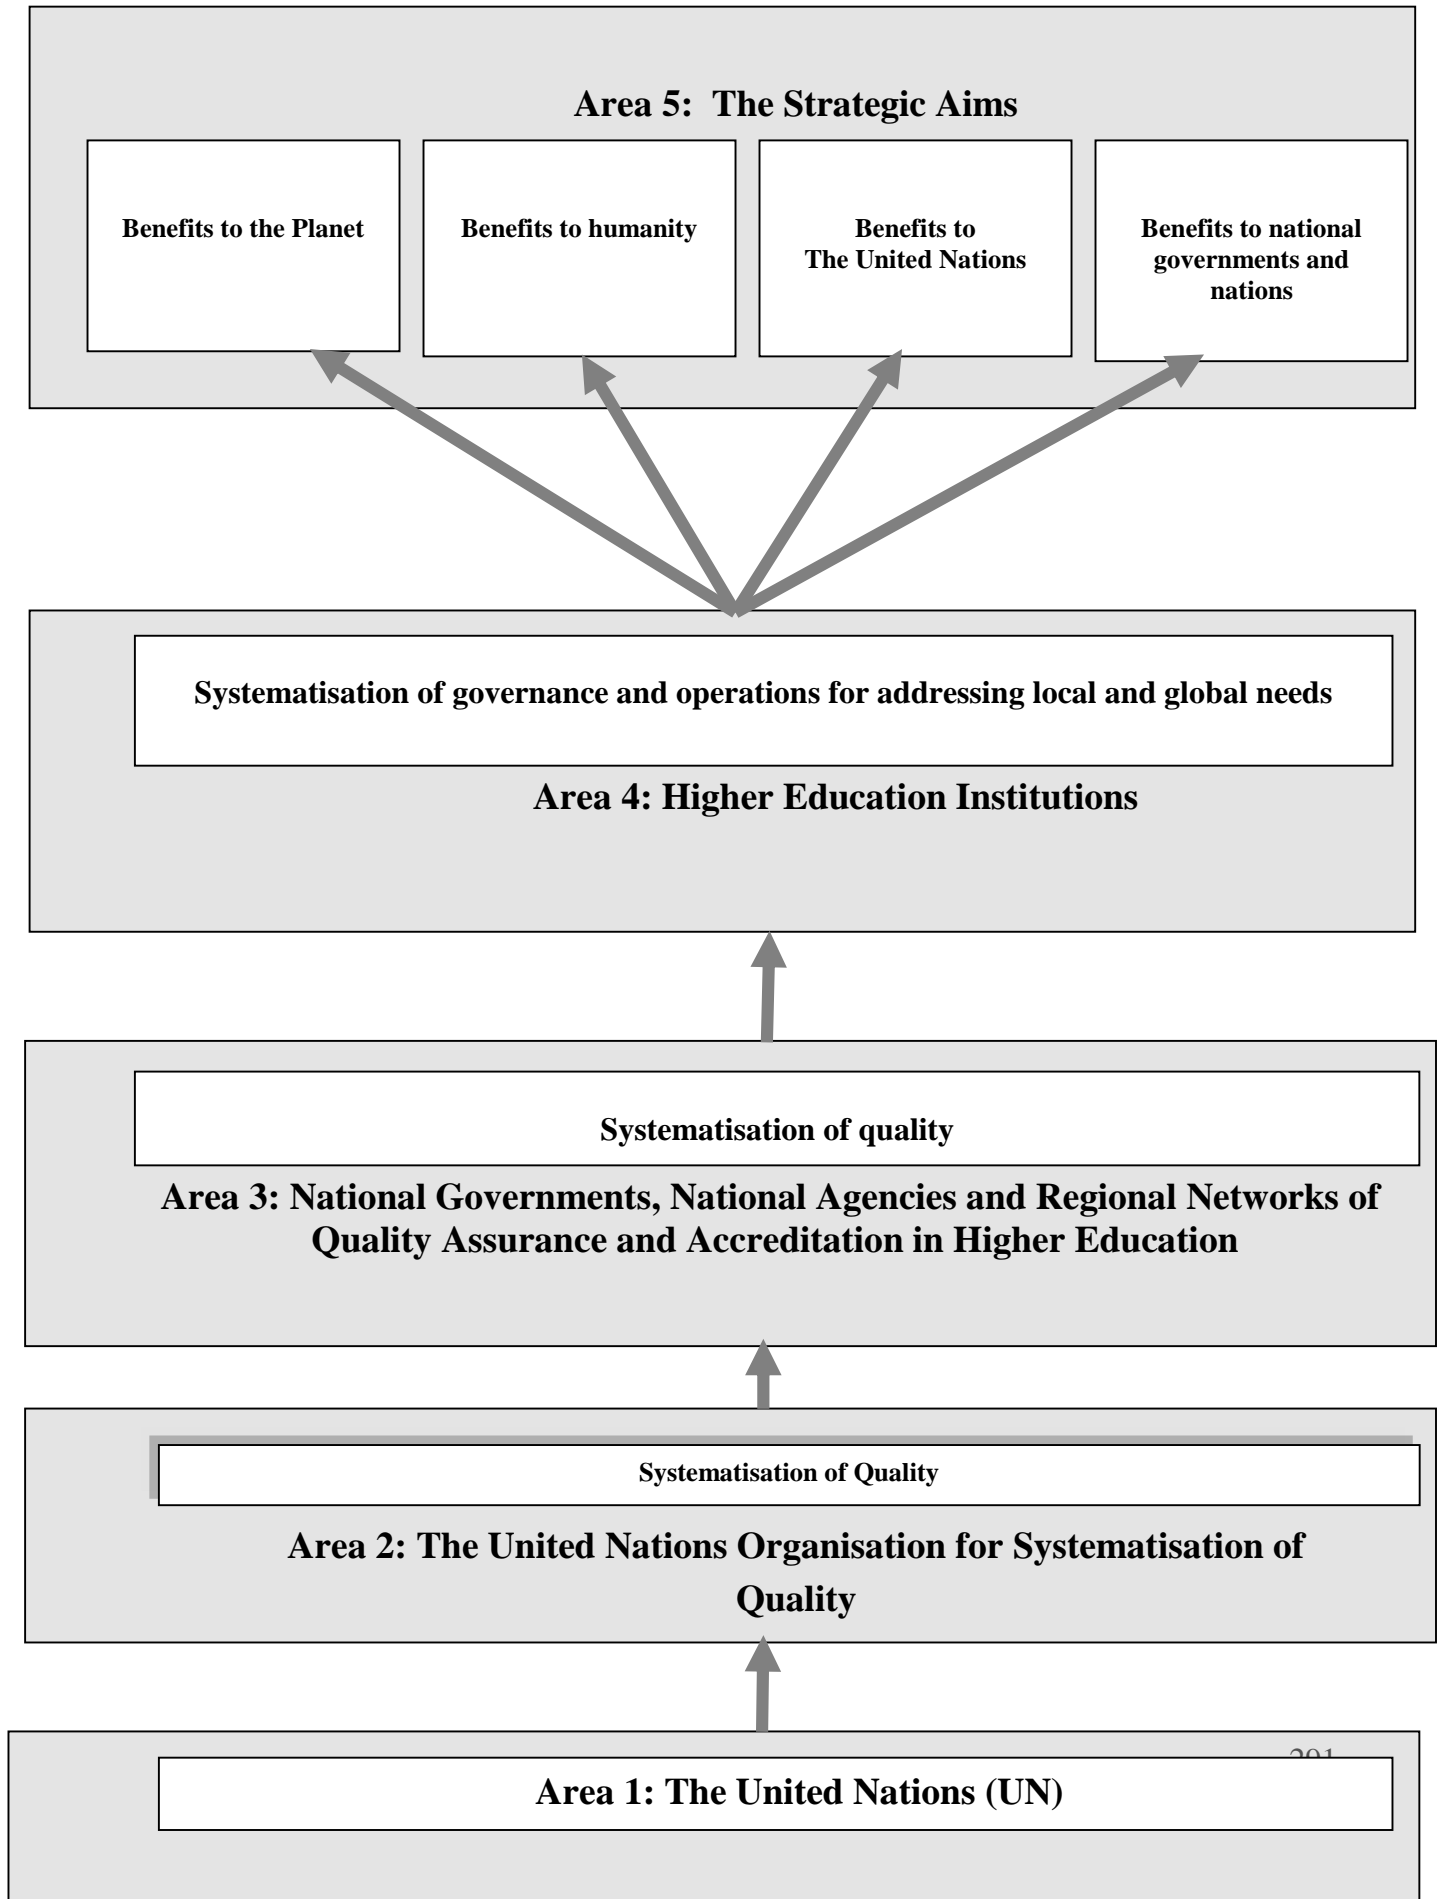 Area 5: The Strategic Aims
Benefits to the Planet
Benefits to humanity
Benefits to
The United Nations
Benefits to national
governments and
nations
Systematisation of governance and operations for addressing local and global needs
Area 4: Higher Education Institutions
Systematisation of quality
Area 3: National Governments, National Agencies and Regional Networks of
Quality Assurance and Accreditation in Higher Education
Systematisation of Quality
Area 2: The United Nations Organisation for Systematisation of
Quality
Area 1: The United Nations (UN)